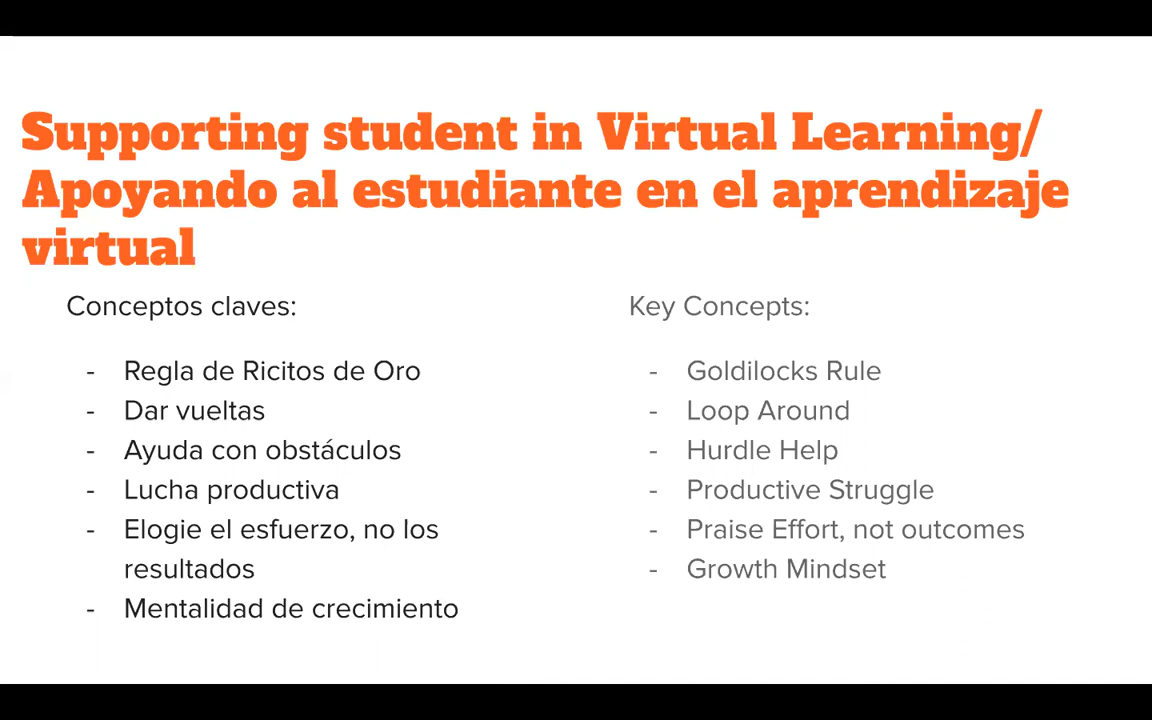 Supporting student in Virtual Learning/
Apoyando al estudiante en el aprendizaje
virtual
Conceptos claves:
- Regla de Ricitos de Oro
- Dar vueltas
- Ayuda con obstáculos
- Lucha productiva
- Elogie el esfuerzo, no los
resultados
- Mentalidad de crecimiento
Key Concepts:
- Goldilocks Rule
- Loop Around
- Hurdle Help
- Productive Struggle
- Praise Effort, not outcomes
- Growth Mindset